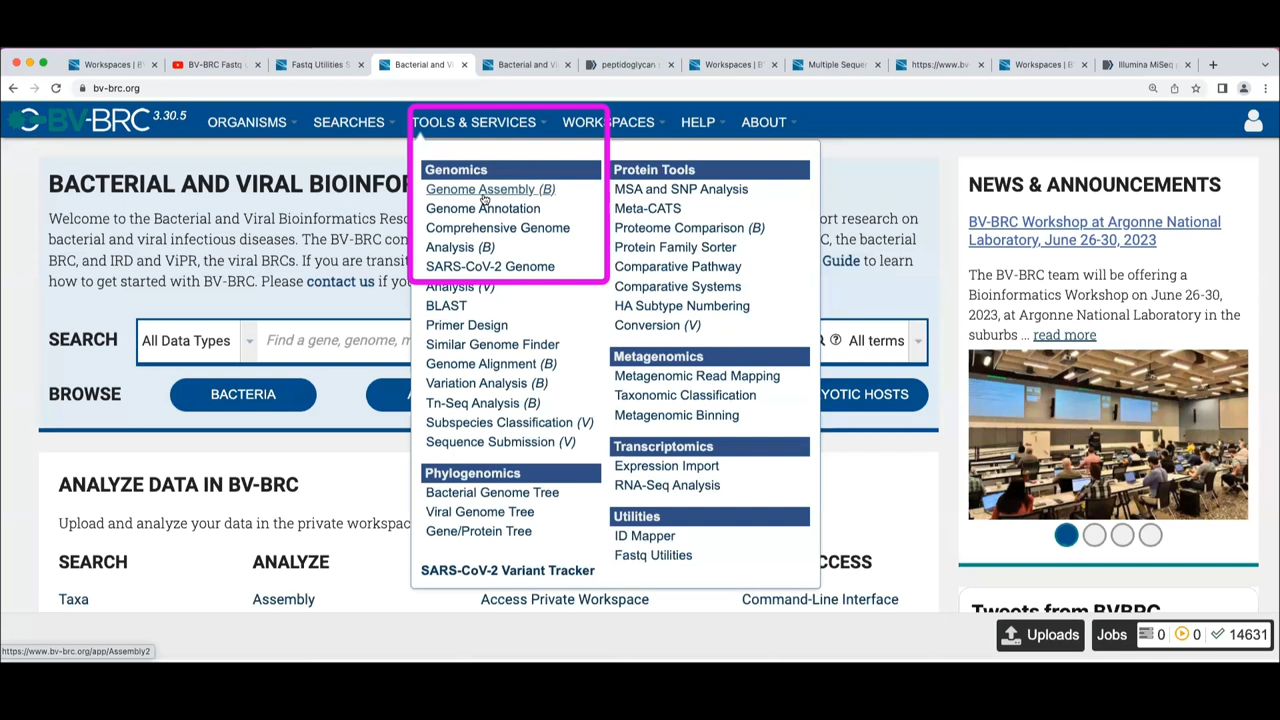 Workspaces | B
BV-BRC Fastq U
Fastq Utilities S
Bacterial and Vi
Bacterial and Vi
peptidoglycan s
Workspaces | B
Multiple Sequen
https://www.bv-
Workspaces | B
Illumina MiSeq p
bv-brc.org
BV-BRC 3.30.5
ORGANISMS
SEARCHES
TOOLS & SERVICES
WORKSPACES
HELP
ABOUT
BACTERIAL AND VIRAL BIOINFO
Welcome to the Bacterial and Viral Bioinformatics Reso
bacterial and viral infectious diseases. The BV-BRC com
BRC, and IRD and ViPR, the viral BRCs. If you are transit
how to get started with BV-BRC. Please contact us if yo
port research on
, the bacterial
Guide to learn
SEARCH
All Data Types
Find a gene, genome, m
All terms
BROWSE
BACTERIA
YOTIC HOSTS
Genomics
Genome Assembly (B)
Genome Annotation
Comprehensive Genome
Analysis (B)
SARS-CoV-2 Genome
Analysis (V)
BLAST
Primer Design
Similar Genome Finder
Genome Alignment (B)
Variation Analysis (B)
Tn-Seq Analysis (B)
Subspecies Classification (V)
Sequence Submission (V)
Phylogenomics
Bacterial Genome Tree
Viral Genome Tree
Gene/Protein Tree
SARS-CoV-2 Variant Tracker
Protein Tools
MSA and SNP Analysis
Meta-CATS
Proteome Comparison (B)
Protein Family Sorter
Comparative Pathway
Comparative Systems
HA Subtype Numbering
Conversion (V)
Metagenomics
Metagenomic Read Mapping
Taxonomic Classification
Metagenomic Binning
Transcriptomics
Expression Import
RNA-Seq Analysis
Utilities
ID Mapper
Fastq Utilities
NEWS & ANNOUNCEMENTS
BV-BRC Workshop at Argonne National
Laboratory, June 26-30, 2023
The BV-BRC team will be offering a
Bioinformatics Workshop on June 26-30,
2023, at Argonne National Laboratory in the
suburbs ... read more
ANALYZE DATA IN BV-BRC
Upload and analyze your data in the private workspac
SEARCH
ANALYZE
CCESS
Taxa
Assembly
Access Private Workspace
Command-Line Interface
Tweets from BVBRC
Uploads
Jobs 0 0 14631
https://www.bv-brc.org/app/Assembly2